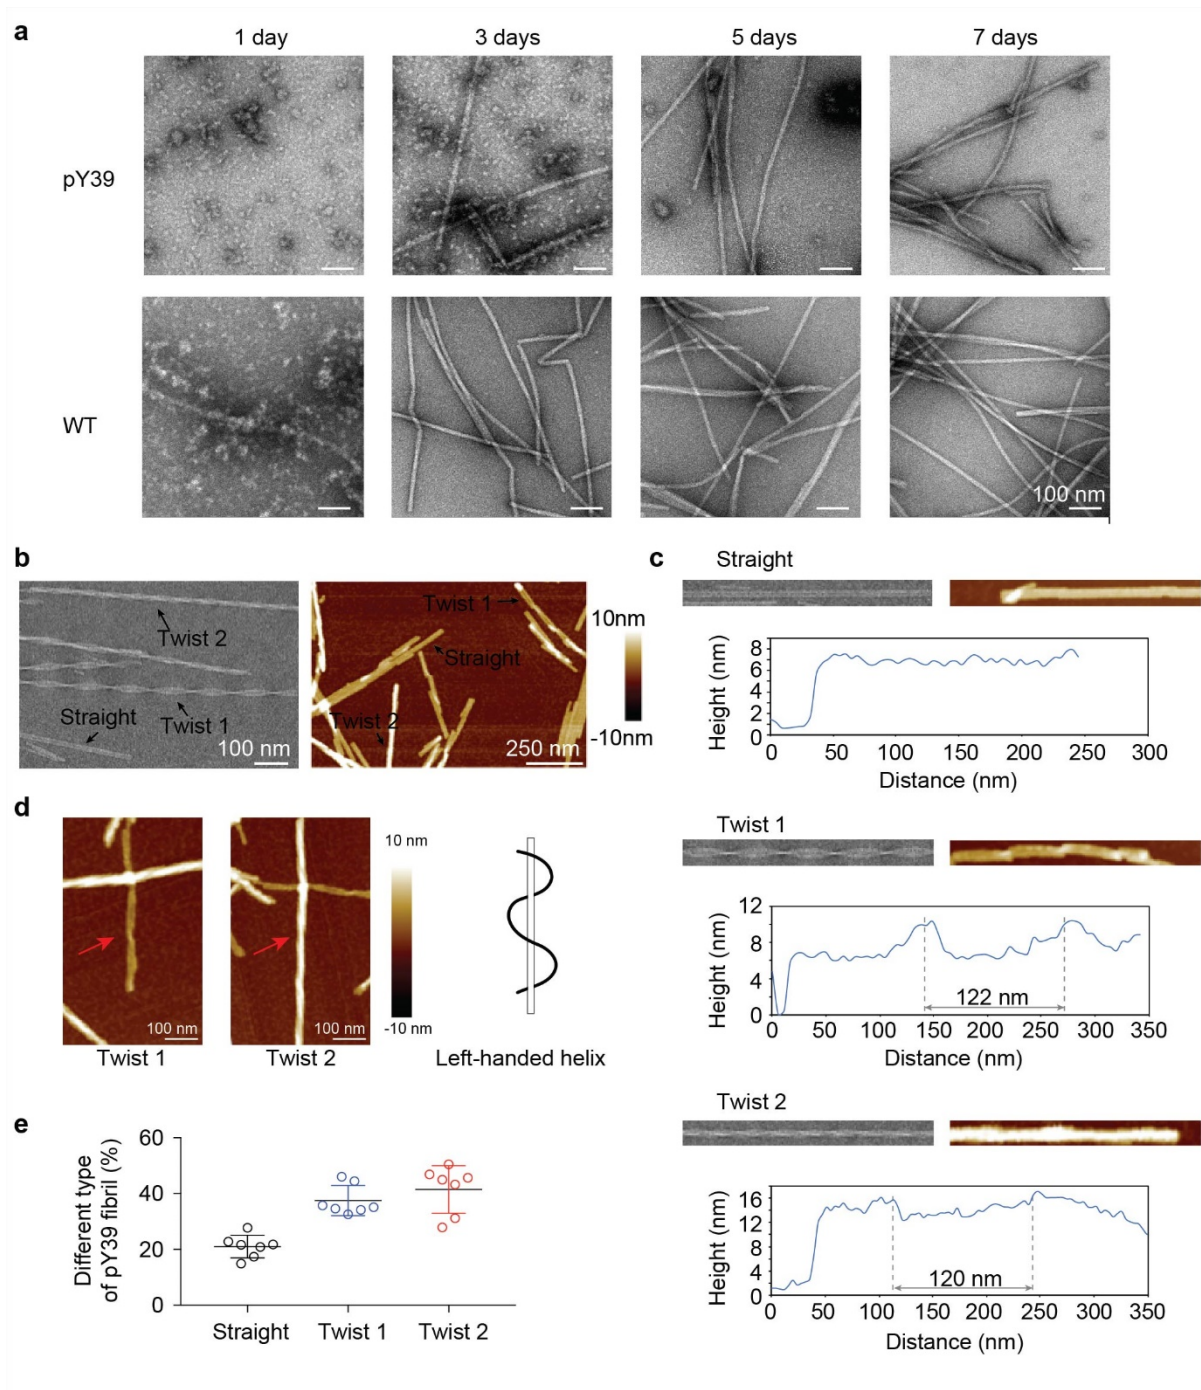 a
1 day
3 days
5 days
7 days
pY39
WT
100 nm
b
Twist 2
Straight
Twist 1
100 nm
Twist 1
Straight
Twist 2
250 nm
10nm
-10nm
c
Straight
Height (nm)
8
6
4
2
0
0 50 100 150 200 250 300
Distance (nm)
Twist 1
Height (nm)
12
8
4
0
122 nm
0 50 100 150 200 250 300 350
Distance (nm)
Twist 2
Height (nm)
16
12
8
4
0
120 nm
0 50 100 150 200 250 300 350
Distance (nm)
d
100 nm
Twist 1
100 nm
Twist 2
10 nm
-10 nm
Left-handed helix
e
Different type
of pY39 fibril (%)
60
40
20
0
Straight Twist 1 Twist 2